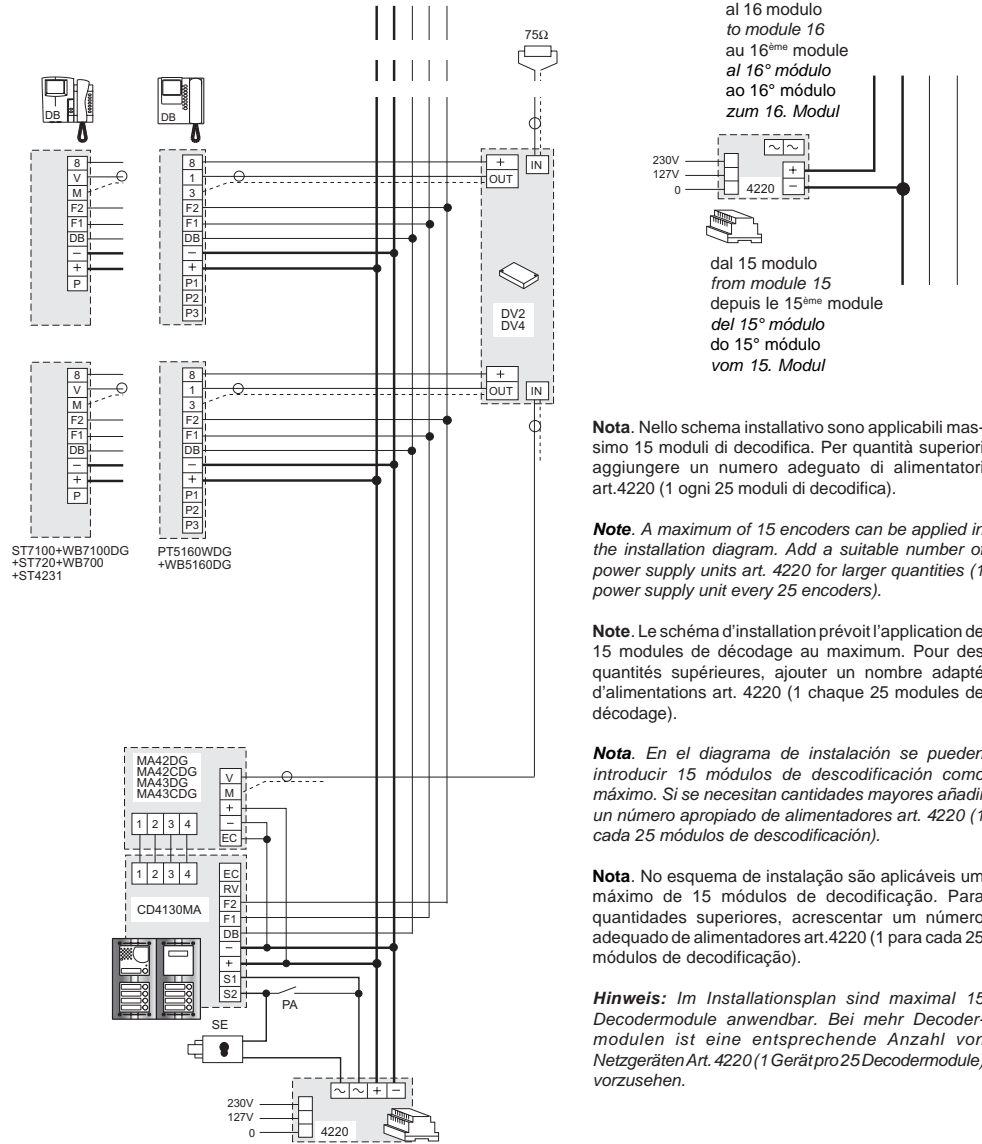 75Ω
DB
DB
8
V
M
F2
F1
DB
–
+
P
8
1
3
F2
F1
DB
–
+
P1
P2
P3
+
OUT
IN
DV2
DV4
+
OUT
IN
8
V
M
F2
F1
DB
–
+
P
8
1
3
F2
F1
DB
–
+
P1
P2
P3
ST7100+WB7100DG
+ST720+WB700
+ST4231
PT5160WDG
+WB5160DG
MA42DG
MA42CDG
MA43DG
MA43CDG
V
M
+
–
EC
1 2 3 4
1 2 3 4
CD4130MA
EC
RV
F2
F1
DB
–
+
S1
S2
PA
SE
~ ~ + –
230V
127V
0
4220
al 16 modulo
to module 16
au 16ème module
al 16° módulo
ao 16° módulo
zum 16. Modul
~ ~
+
–
230V
127V
0
4220
dal 15 modulo
from module 15
depuis le 15ème module
del 15° módulo
do 15° módulo
vom 15. Modul
Nota. Nello schema installativo sono applicabili mas-
simo 15 moduli di decodifica. Per quantità superiori
aggiungere un numero adeguato di alimentatori
art.4220 (1 ogni 25 moduli di decodifica).
Note. A maximum of 15 encoders can be applied in
the installation diagram. Add a suitable number of
power supply units art. 4220 for larger quantities (1
power supply unit every 25 encoders).
Note. Le schéma d'installation prévoit l'application de
15 modules de décodage au maximum. Pour des
quantités supérieures, ajouter un nombre adapté
d'alimentations art. 4220 (1 chaque 25 modules de
décodage).
Nota. En el diagrama de instalación se pueden
introducir 15 módulos de descodificación como
máximo. Si se necesitan cantidades mayores añadir
un número apropiado de alimentadores art. 4220 (1
cada 25 módulos de descodificación).
Nota. No esquema de instalação são aplicáveis um
máximo de 15 módulos de decodificação. Para
quantidades superiores, acrescentar um número
adequado de alimentadores art.4220 (1 para cada 25
módulos de decodificação).
Hinweis: Im Installationsplan sind maximal 15
Decodermodule anwendbar. Bei mehr Decoder-
modulen ist eine entsprechende Anzahl von
Netzgeräten Art. 4220 (1 Gerät pro 25 Decodermodule)
vorzusehen.